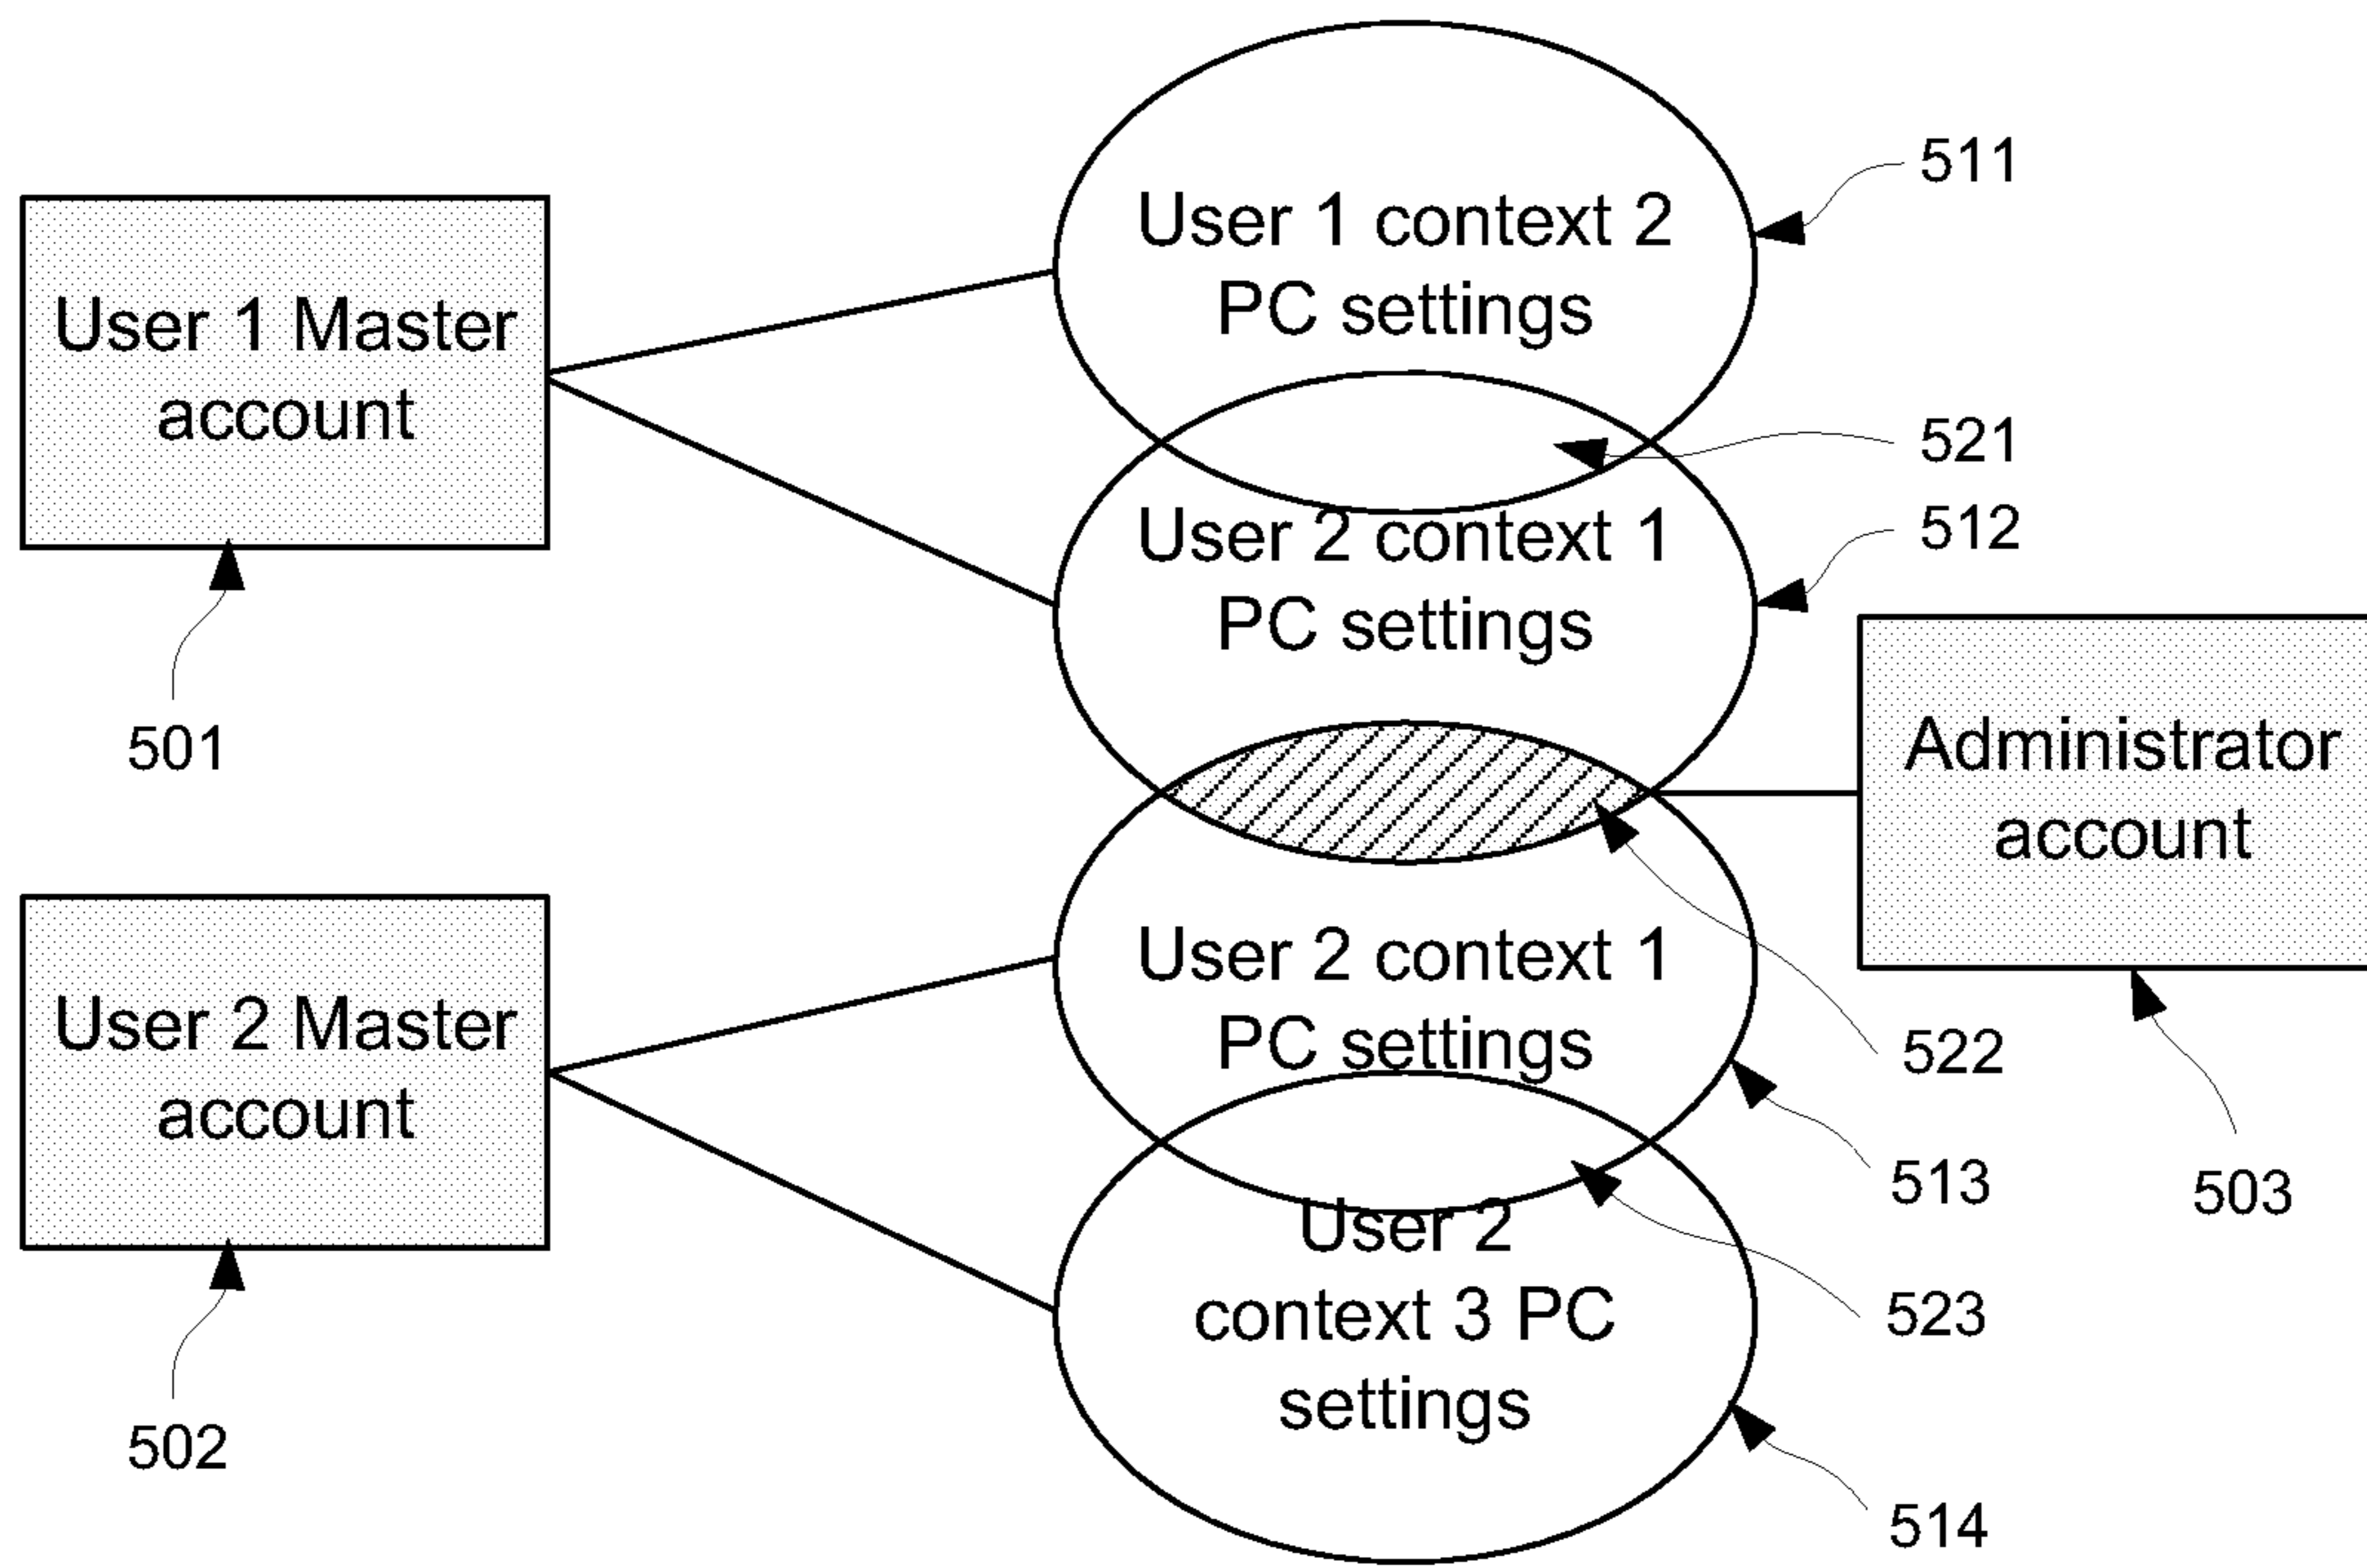 User 1 context 2
PC settings
511
User 1 Master
account
521
User 2 context 1
PC settings
512
501
Administrator
account
User 2 context 1
PC settings
522
User 2 Master
account
513
503
User 2
context 3 PC
settings
523
502
514